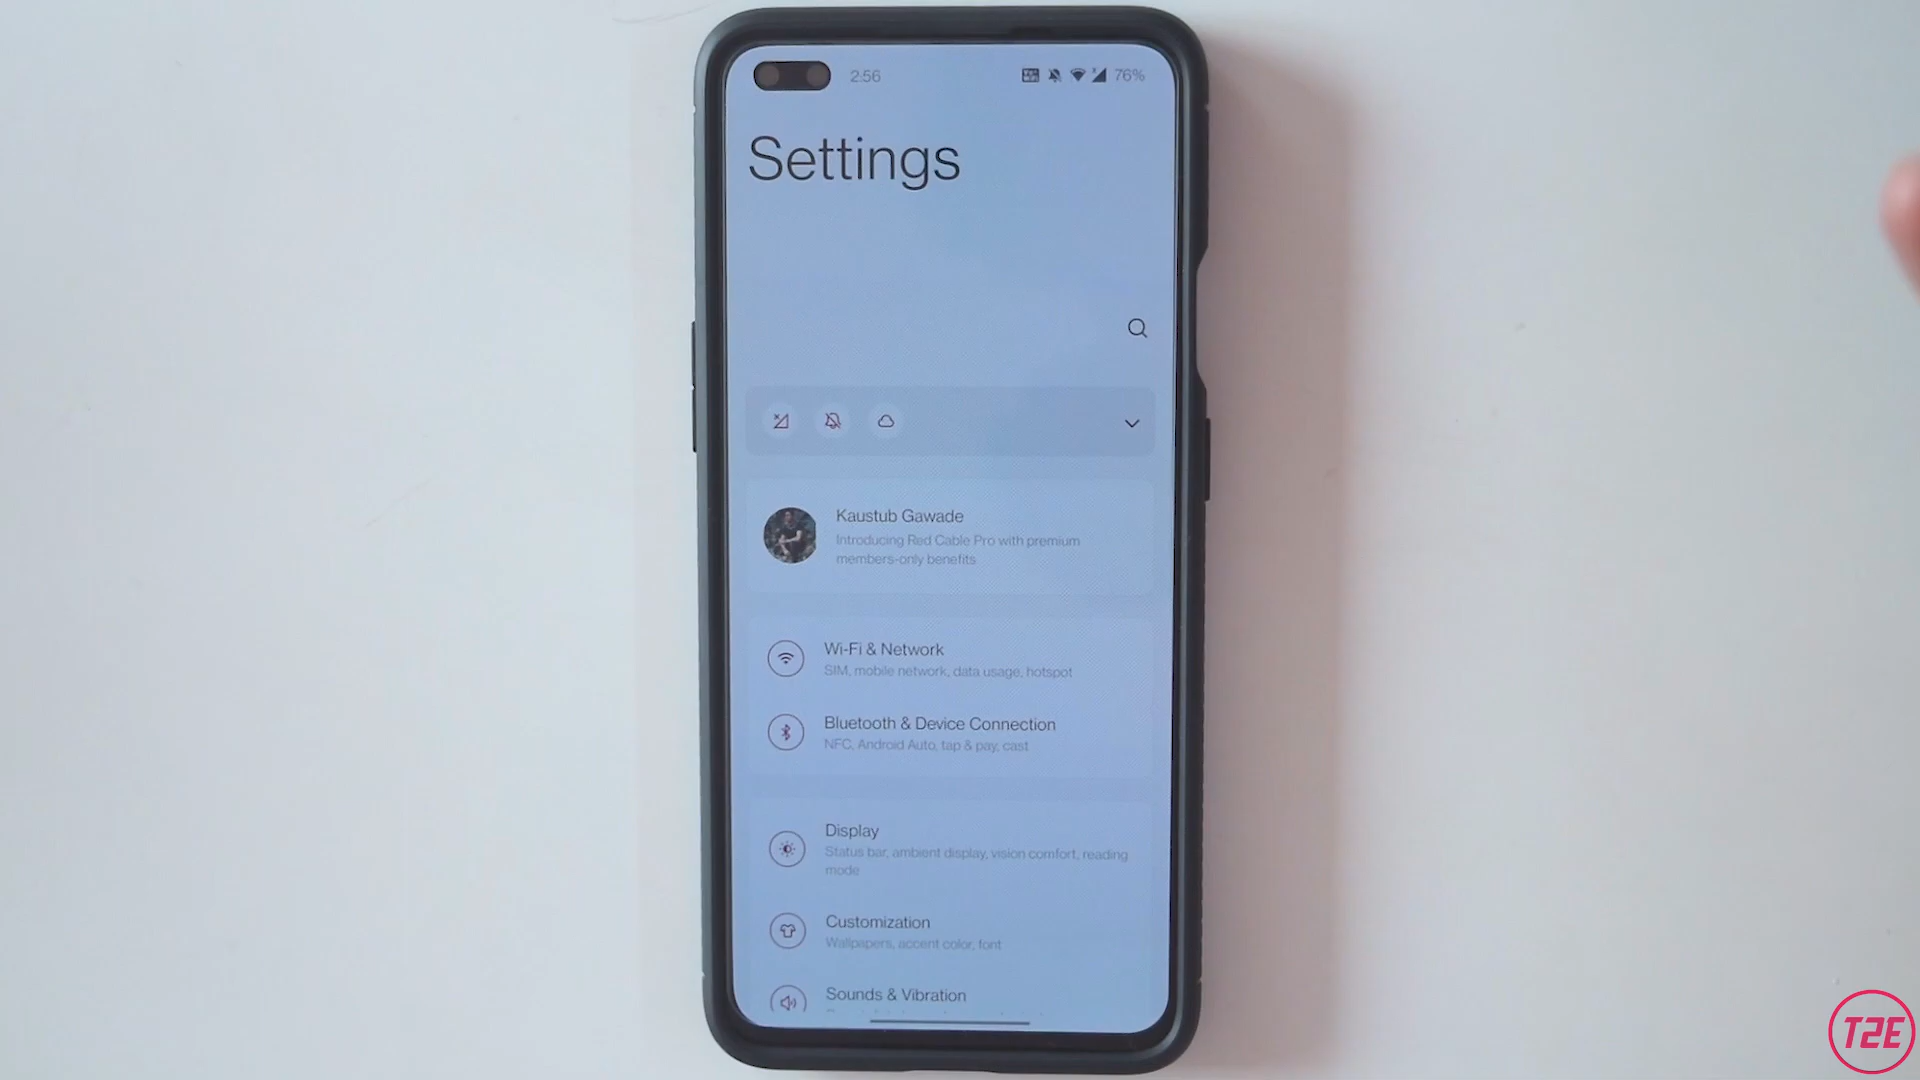 2:56
76%
Settings
Kaustub Gawade
Introducing Red Cable Pro with premium
members-only benefits
Wi-Fi & Network
SIM, mobile network, data usage, hotspot
Bluetooth & Device Connection
NFC, Android Auto, tap & pay, cast
Display
Status bar, ambient display, vision comfort, reading
mode
Customization
Wallpapers, accent color, font
Sounds & Vibration
T2E